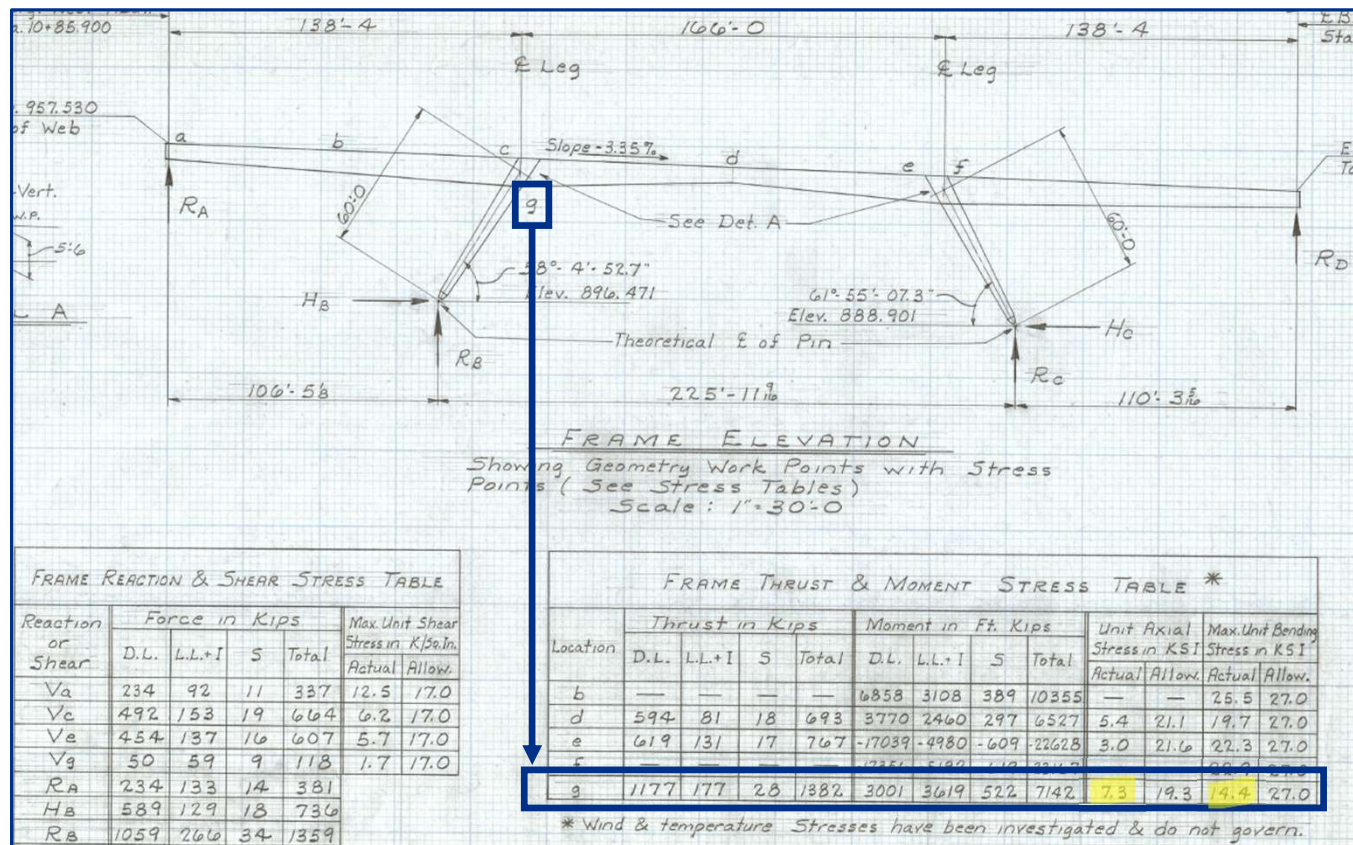 a. 10+85.900
138'-4
166'-0
138'-4
Sta
℄ Leg
℄ Leg
. 957.530
of Web
a
b
c
Slope -3.35%
d
e
f
g
-Vert.
W.P.
5'-6
A
RA
60'-0
See Det. A
60'-0
RD
58°- 4'- 52.7"
Elev. 896.471
61°- 55'- 07.3"
Elev. 888.901
HB
HC
Theoretical ℄ of Pin
RB
RC
106'- 5⅛
225'- 11 9/16
110'- 3 5/16
FRAME ELEVATION
Showing Geometry Work Points with Stress
Points ( See Stress Tables )
Scale : 1" = 30'-0
FRAME REACTION & SHEAR STRESS TABLE
Reaction or Shear Force in Kips Max. Unit Shear Stress in K/Sq.In.
D.L. L.L.+I S Total Actual Allow.
Va 234 92 11 337 12.5 17.0
Vc 492 153 19 664 6.2 17.0
Ve 454 137 16 607 5.7 17.0
Vg 50 59 9 118 1.7 17.0
RA 234 133 14 381
HB 589 129 18 736
RB 1059 266 34 1359
FRAME THRUST & MOMENT STRESS TABLE *
Location Thrust in Kips Moment in Ft. Kips Unit Axial Stress in KSI Max. Unit Bending Stress in KSI
D.L. L.L.+I S Total D.L. L.L.+I S Total Actual Allow. Actual Allow.
b — — — — 6858 3108 389 10355 — — 25.5 27.0
d 594 81 18 693 3770 2460 297 6527 5.4 21.1 19.7 27.0
e 619 131 17 767 -17039 -4980 -609 -22628 3.0 21.6 22.3 27.0
g 1177 177 28 1382 3001 3619 522 7142 7.3 19.3 14.4 27.0
* Wind & temperature Stresses have been investigated & do not govern.